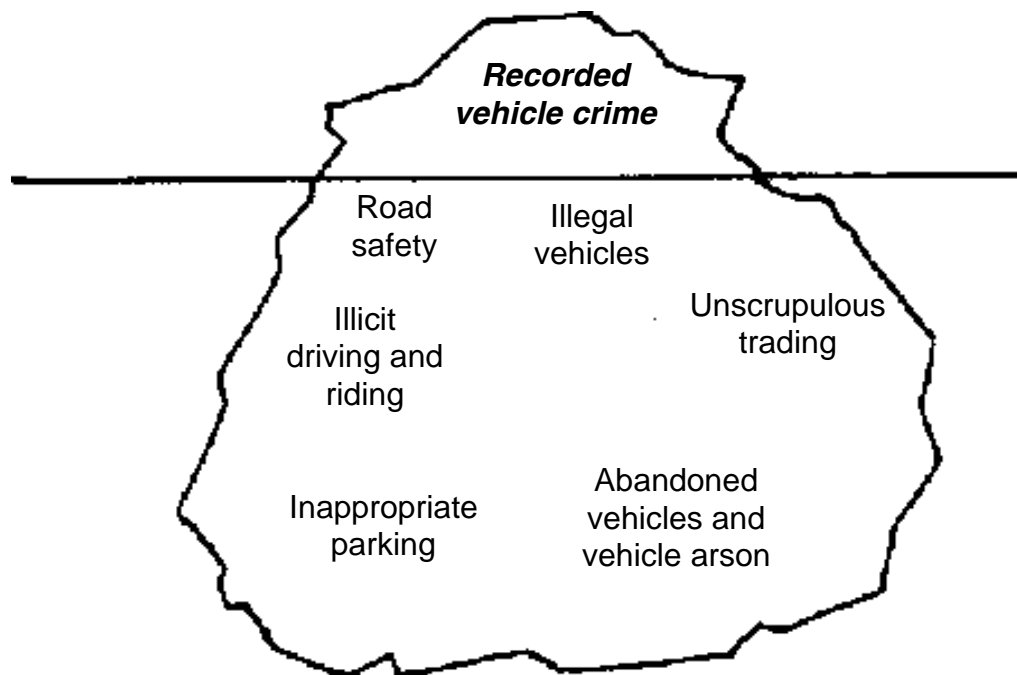 Recorded
vehicle crime
Road
safety
Illegal
vehicles
Unscrupulous
trading
Illicit
driving and
riding
Inappropriate
parking
Abandoned
vehicles and
vehicle arson